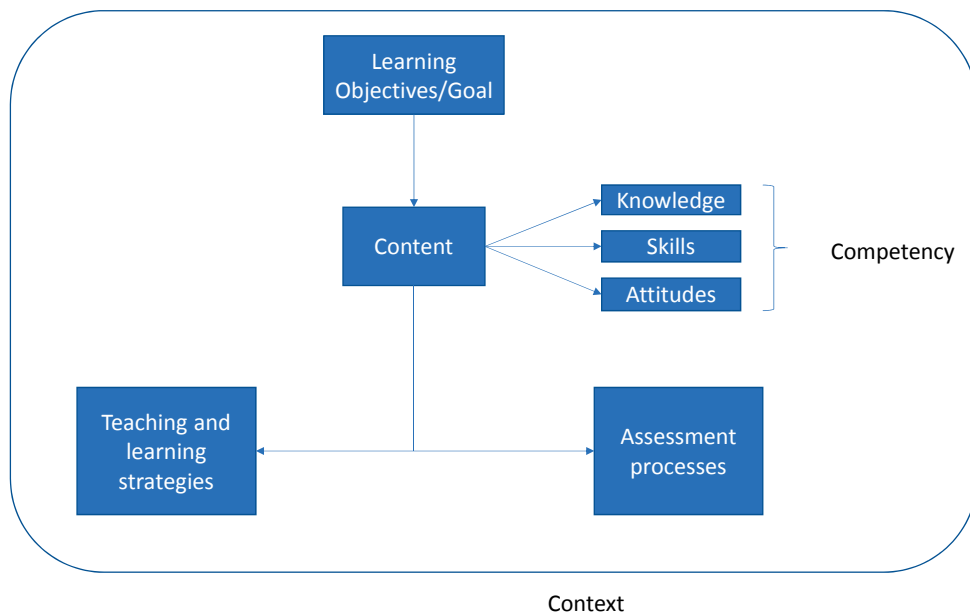 Learning
Objectives/Goal
Content
Knowledge
Skills
Attitudes
Competency
Teaching and
learning
strategies
Assessment
processes
Context